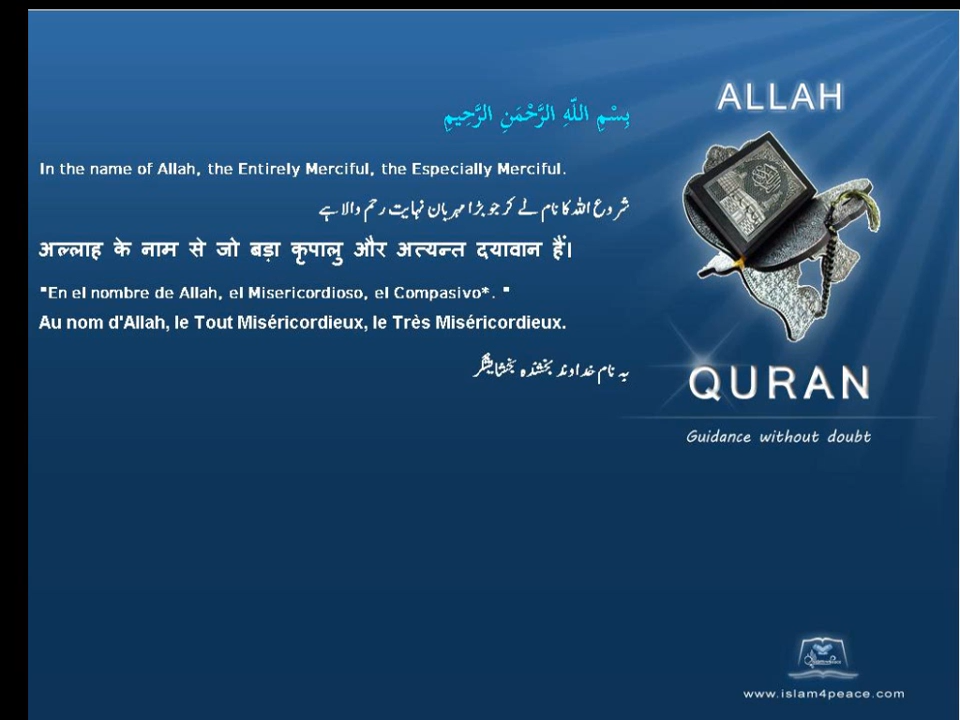 بِسْمِ اللّهِ الرَّحْمَنِ الرَّحِيمِ
In the name of Allah, the Entirely Merciful, the Especially Merciful.
شروع الله کا نام لے کر جو بڑا مہربان نہایت رحم والا ہے
अल्लाह के नाम से जो बड़ा कृपालु और अत्यन्त दयावान हैं।
"En el nombre de Allah, el Misericordioso, el Compasivo*. "
Au nom d'Allah, le Tout Miséricordieux, le Très Miséricordieux.
به نام خداوند بخشنده بخشایشگر
ALLAH
QURAN
Guidance without doubt
www.islam4peace.com